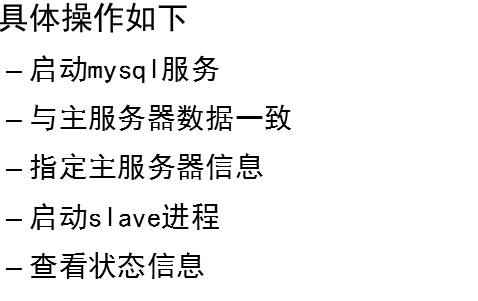 具体操作如下
– 启动mysql服务
– 与主服务器数据一致
– 指定主服务器信息
– 启动slave进程
– 查看状态信息